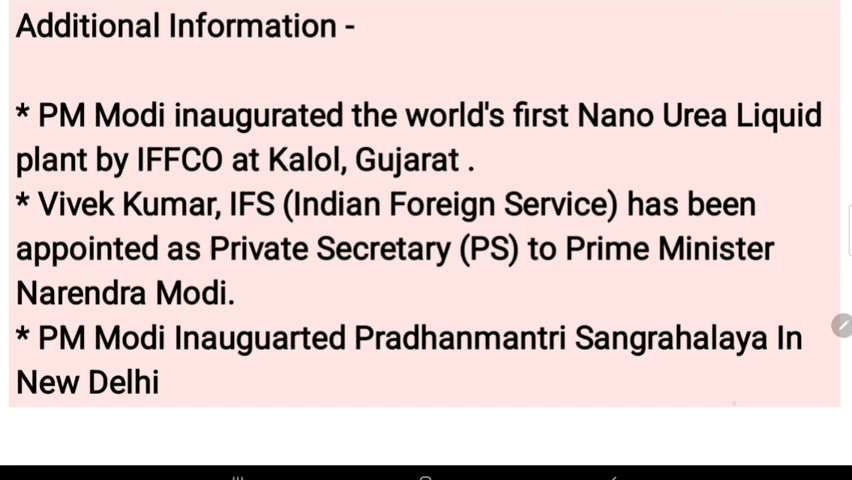 Additional Information -
* PM Modi inaugurated the world's first Nano Urea Liquid
plant by IFFCO at Kalol, Gujarat .
* Vivek Kumar, IFS (Indian Foreign Service) has been
appointed as Private Secretary (PS) to Prime Minister
Narendra Modi.
* PM Modi Inauguarted Pradhanmantri Sangrahalaya In
New Delhi